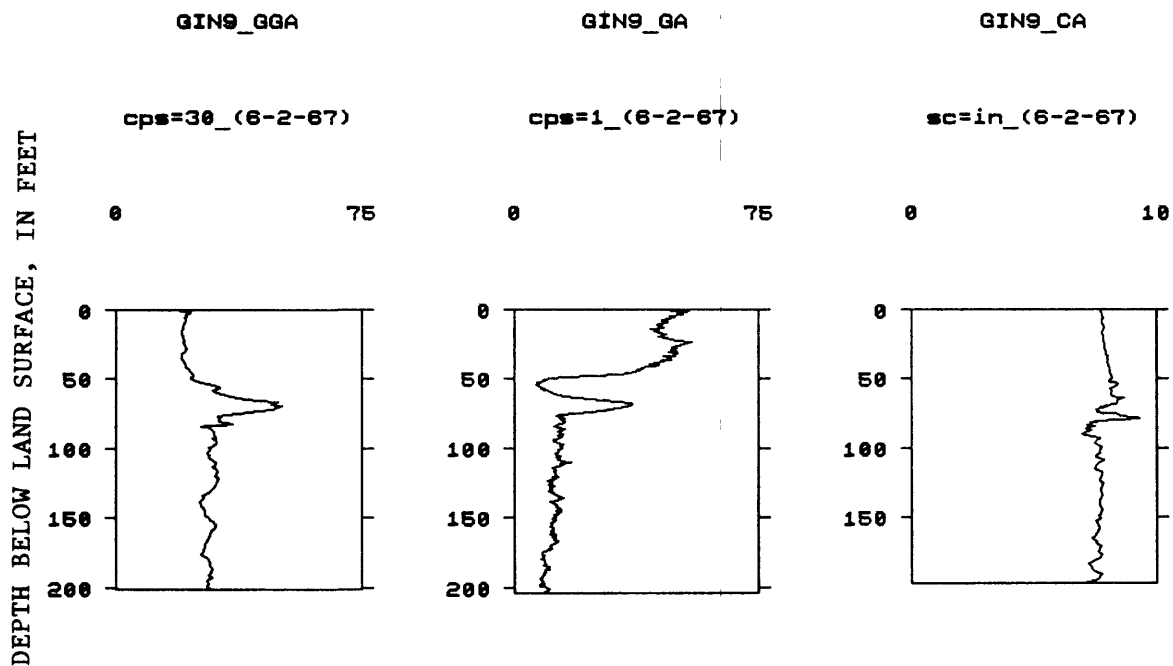 GIN9_GGA GIN9_GA GIN9_CA
cps=30_(6-2-67) cps=1_(6-2-67) sc=in_(6-2-67)
DEPTH BELOW LAND SURFACE, IN FEET
0 75 0 75 0 10
0 0 0
50 50 50
100 100 100
150 150 150
200 200